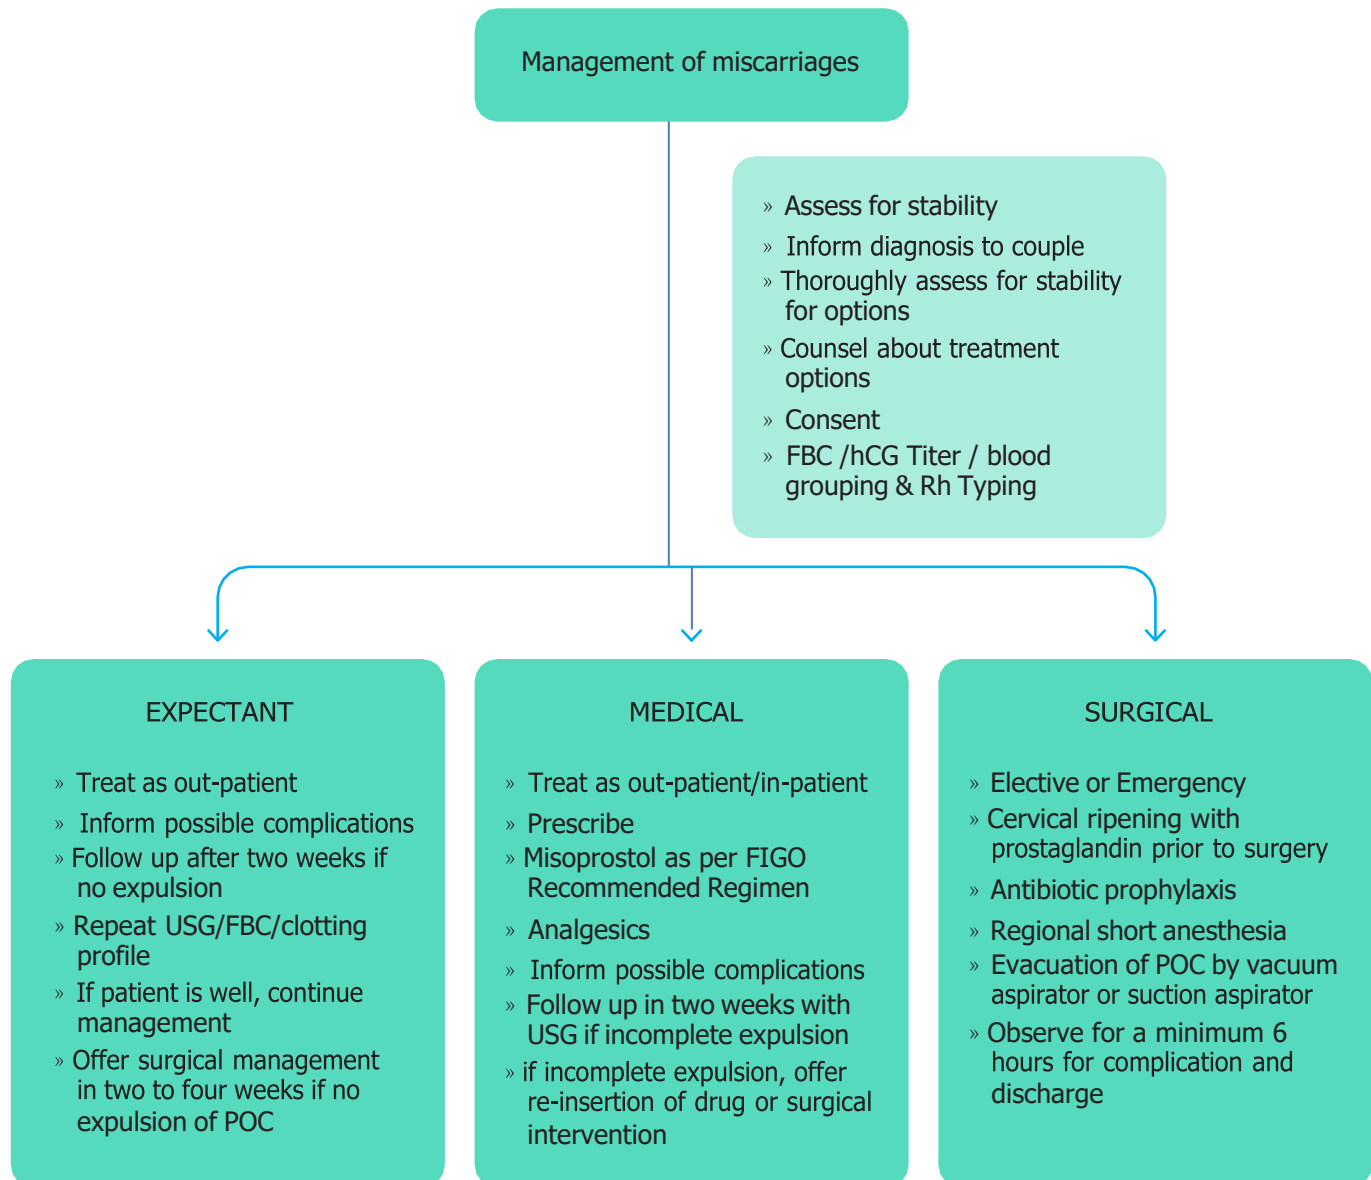 Management of miscarriages
» Assess for stability
» Inform diagnosis to couple
» Thoroughly assess for stability
for options
» Counsel about treatment
options
» Consent
» FBC /hCG Titer / blood
grouping & Rh Typing
EXPECTANT
» Treat as out-patient
» Inform possible complications
» Follow up after two weeks if
no expulsion
» Repeat USG/FBC/clotting
profile
» If patient is well, continue
management
» Offer surgical management
in two to four weeks if no
expulsion of POC
MEDICAL
» Treat as out-patient/in-patient
» Prescribe
» Misoprostol as per FIGO
Recommended Regimen
» Analgesics
» Inform possible complications
» Follow up in two weeks with
USG if incomplete expulsion
» if incomplete expulsion, offer
re-insertion of drug or surgical
intervention
SURGICAL
» Elective or Emergency
» Cervical ripening with
prostaglandin prior to surgery
» Antibiotic prophylaxis
» Regional short anesthesia
» Evacuation of POC by vacuum
aspirator or suction aspirator
» Observe for a minimum 6
hours for complication and
discharge